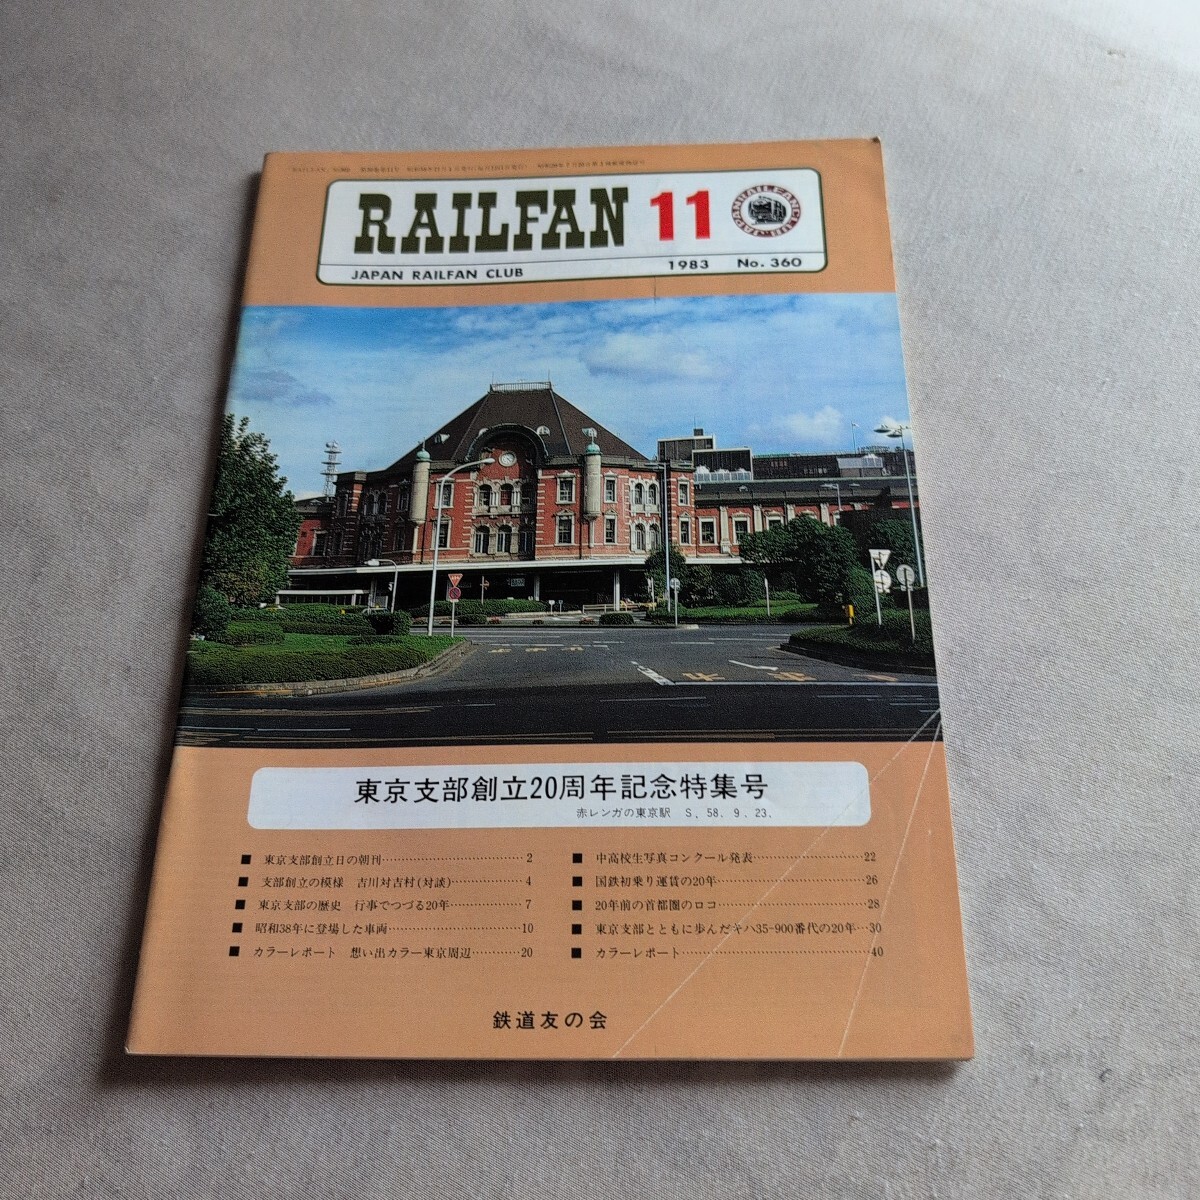 RAILFAN 11
JAPANRAILFANCLUB
JAPAN RAILFAN CLUB 1983 No. 360
東京支部創立20周年記念特集号
赤レンガの東京駅 S. 58. 9. 23.
■ 東京支部創立日の朝刊……………………………2
■ 支部創立の模様 吉川対吉村(対談)………………4
■ 東京支部の歴史 行事でつづる20年………………7
■ 昭和38年に登場した車両…………………………10
■ カラーレポート 想い出カラー東京周辺…………20
■ 中高校生写真コンクール発表……………………22
■ 国鉄初乗り運賃の20年……………………………26
■ 20年前の首都圏のロコ……………………………28
■ 東京支部とともに歩んだキハ35-900番代の20年…30
■ カラーレポート……………………………………40
鉄道友の会